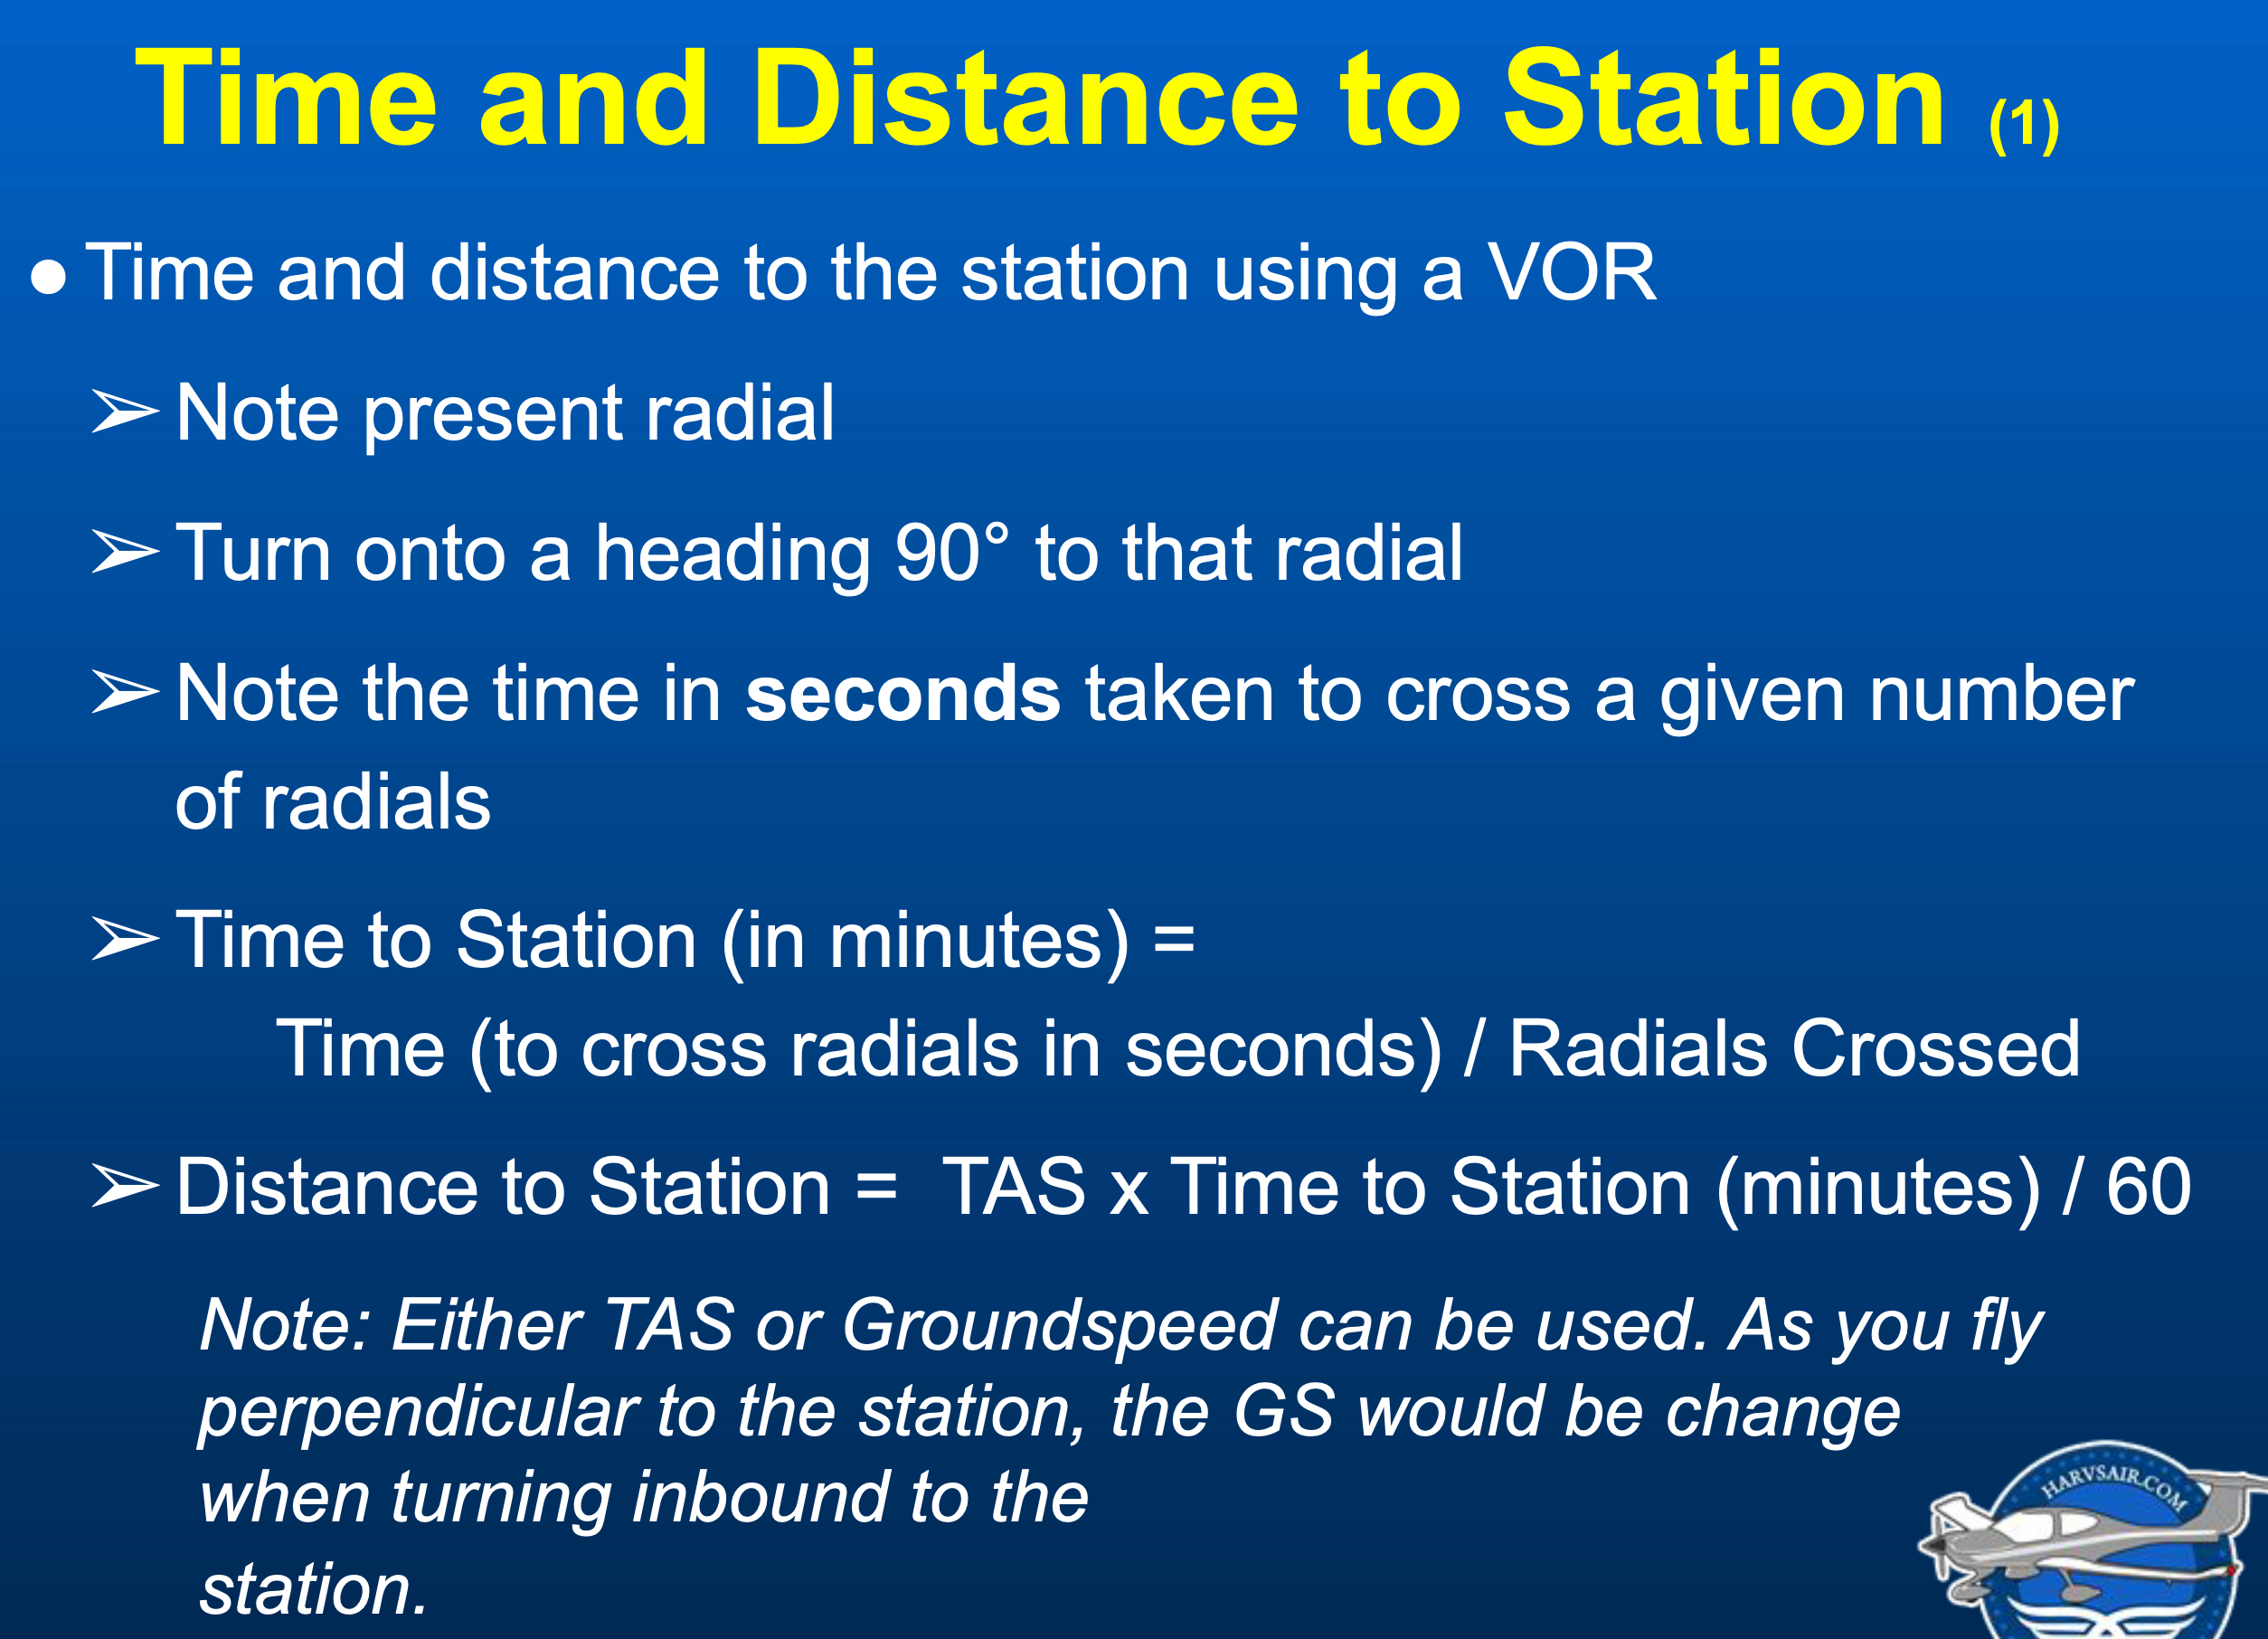 Time and Distance to Station (1)
● Time and distance to the station using a VOR
➢ Note present radial
➢ Turn onto a heading 90° to that radial
➢ Note the time in seconds taken to cross a given number
of radials
➢ Time to Station (in minutes) =
Time (to cross radials in seconds) / Radials Crossed
➢ Distance to Station = TAS x Time to Station (minutes) / 60
Note: Either TAS or Groundspeed can be used. As you fly
perpendicular to the station, the GS would be change
when turning inbound to the
station.
HARVSAIR.COM